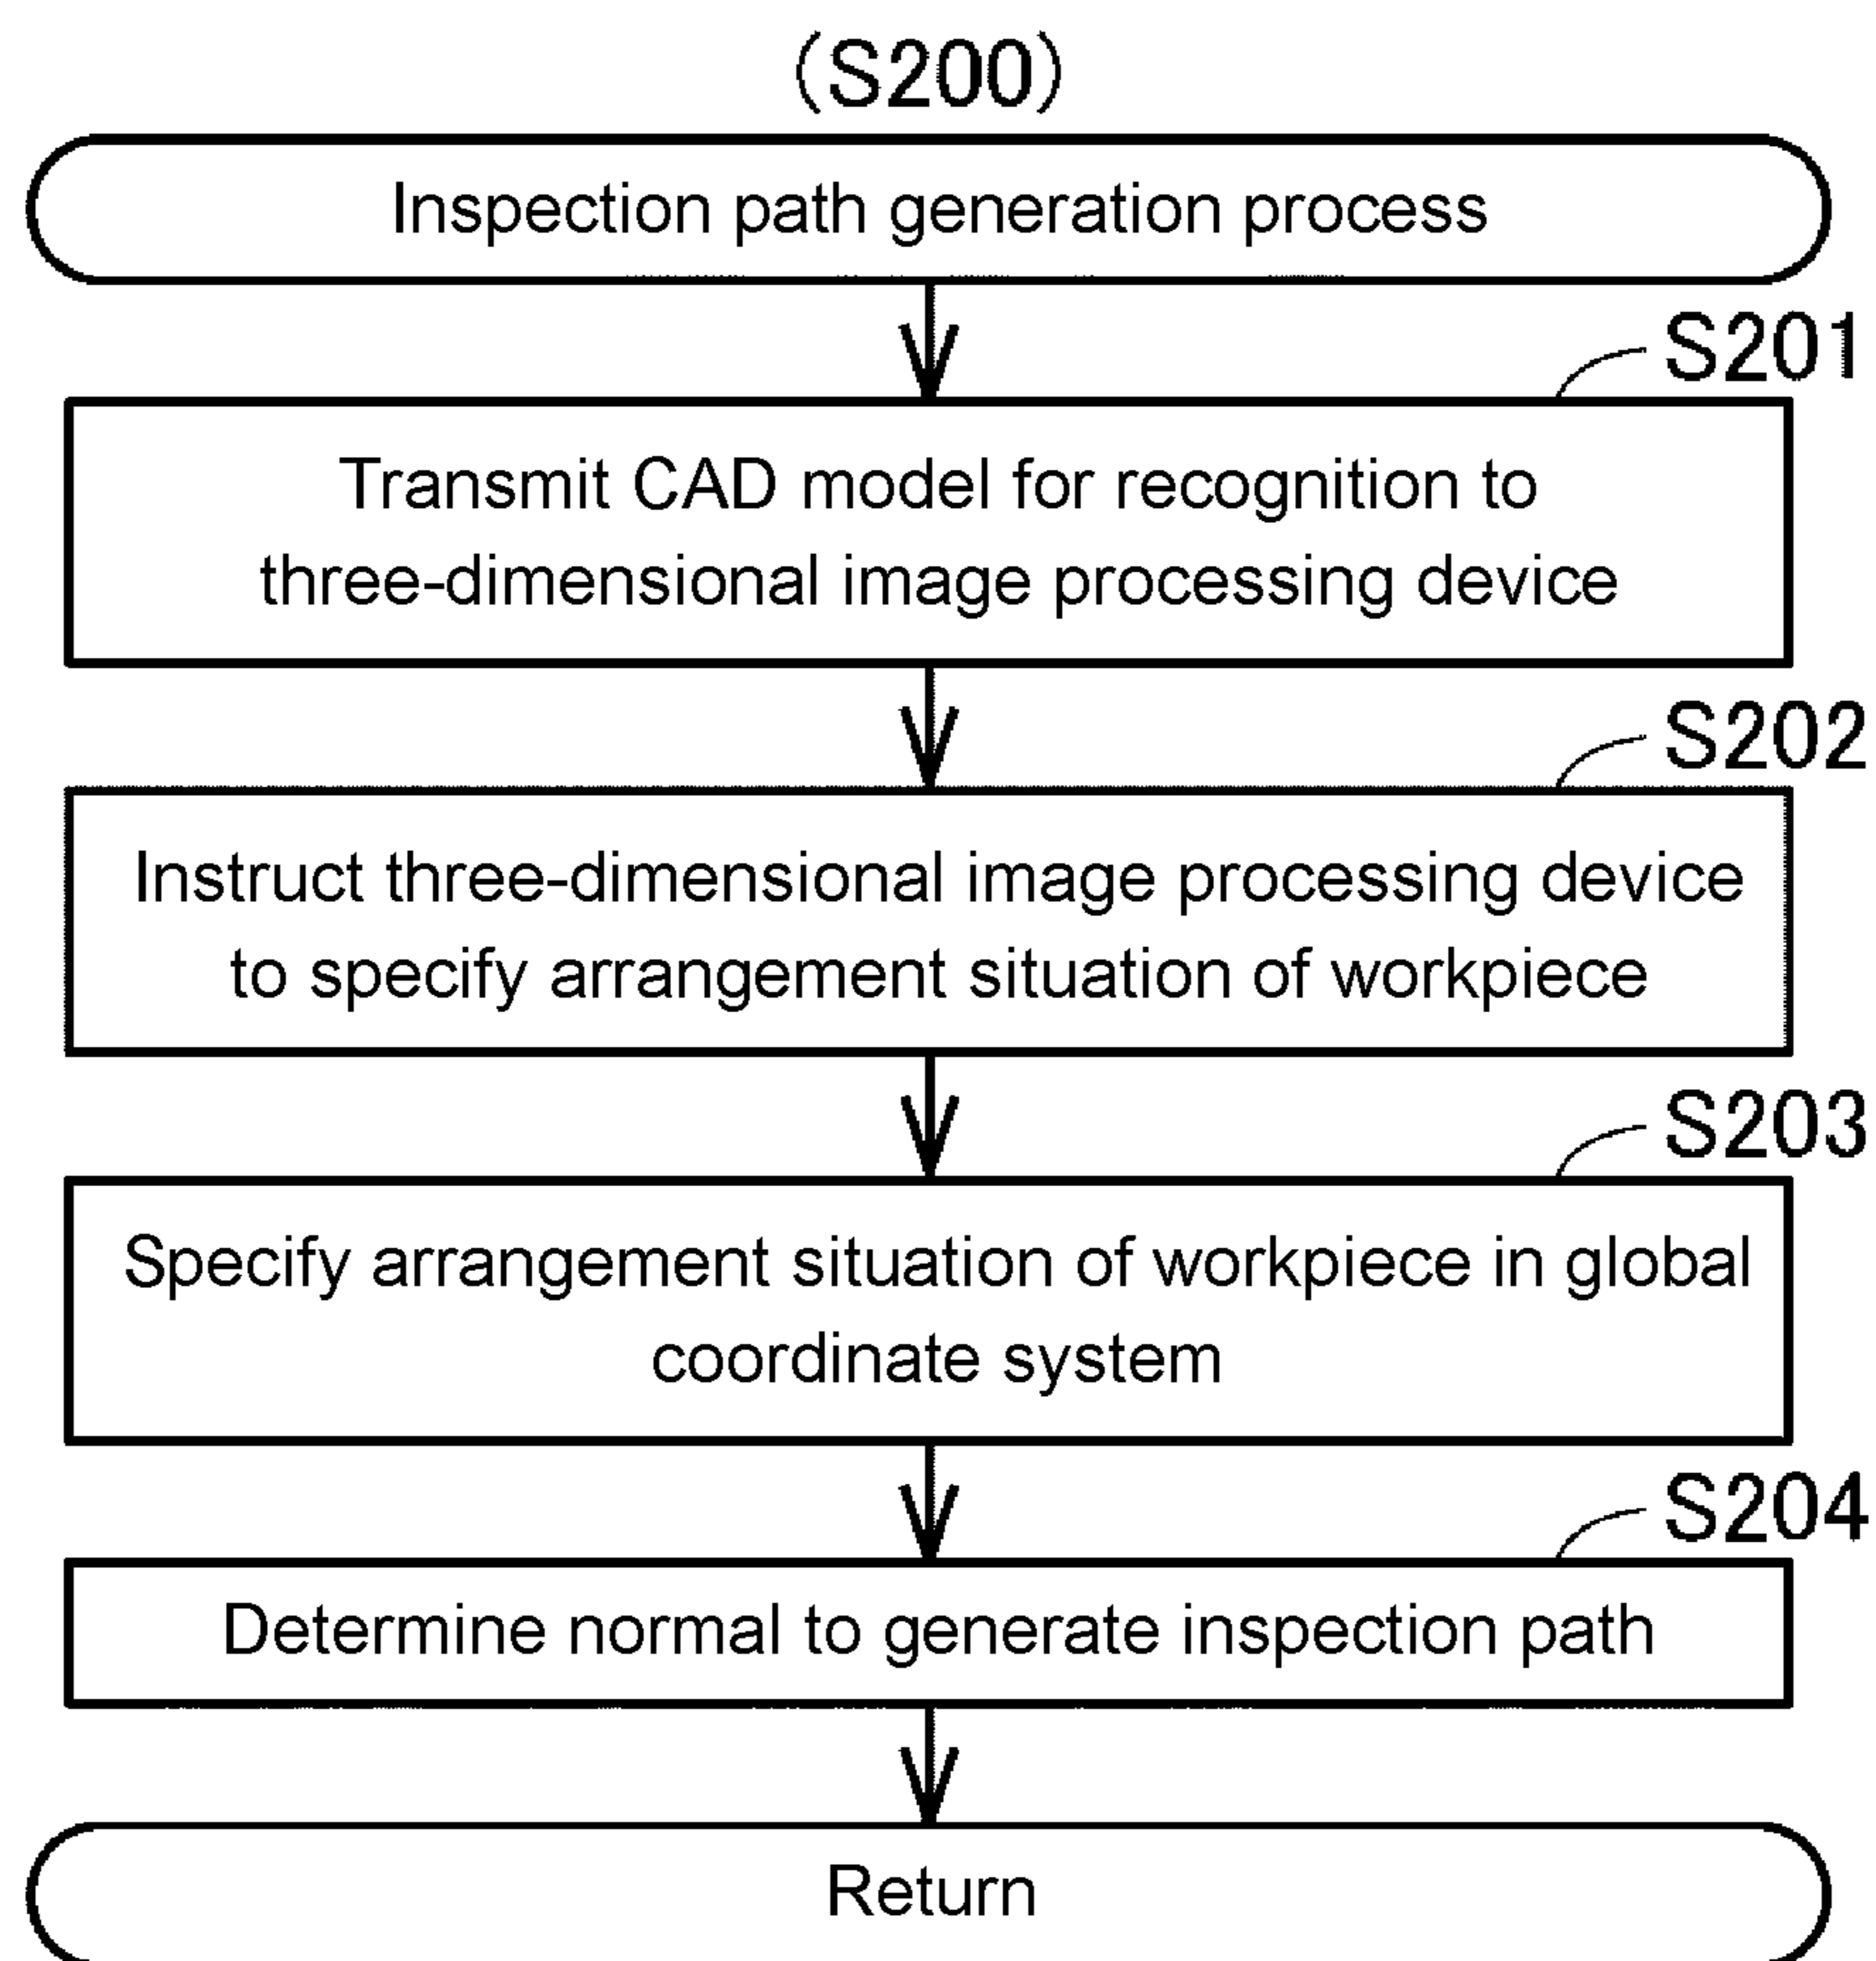 (S200)
Inspection path generation process
S201
Transmit CAD model for recognition to
three-dimensional image processing device
S202
Instruct three-dimensional image processing device
to specify arrangement situation of workpiece
S203
Specify arrangement situation of workpiece in global
coordinate system
S204
Determine normal to generate inspection path
Return